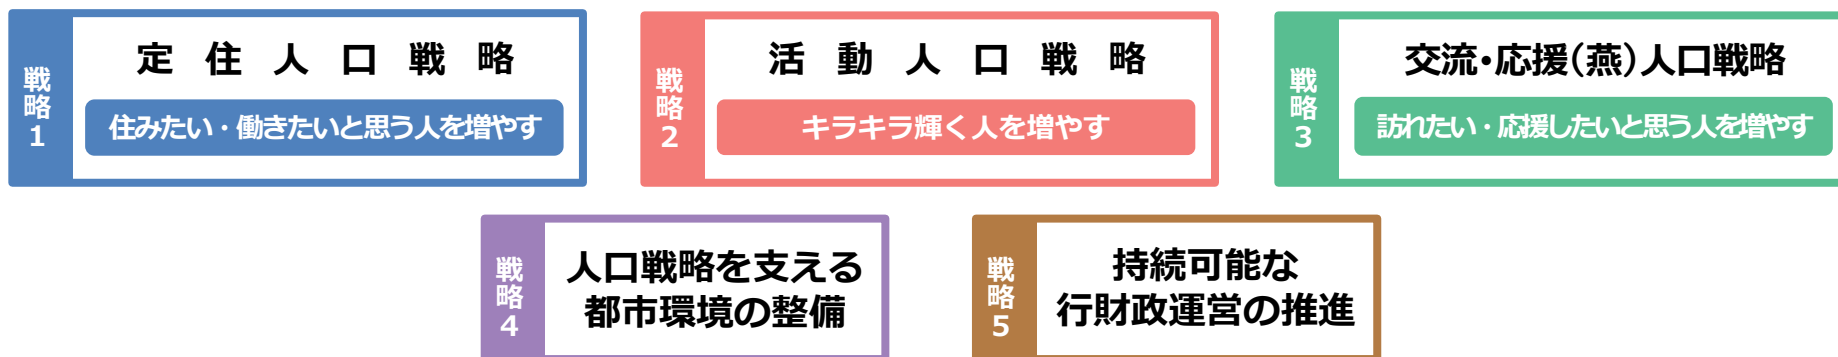 戦略1
定住人口戦略
住みたい・働きたいと思う人を増やす
戦略2
活動人口戦略
キラキラ輝く人を増やす
戦略3
交流・応援(燕)人口戦略
訪れたい・応援したいと思う人を増やす
戦略4
人口戦略を支える
都市環境の整備
戦略5
持続可能な
行財政運営の推進